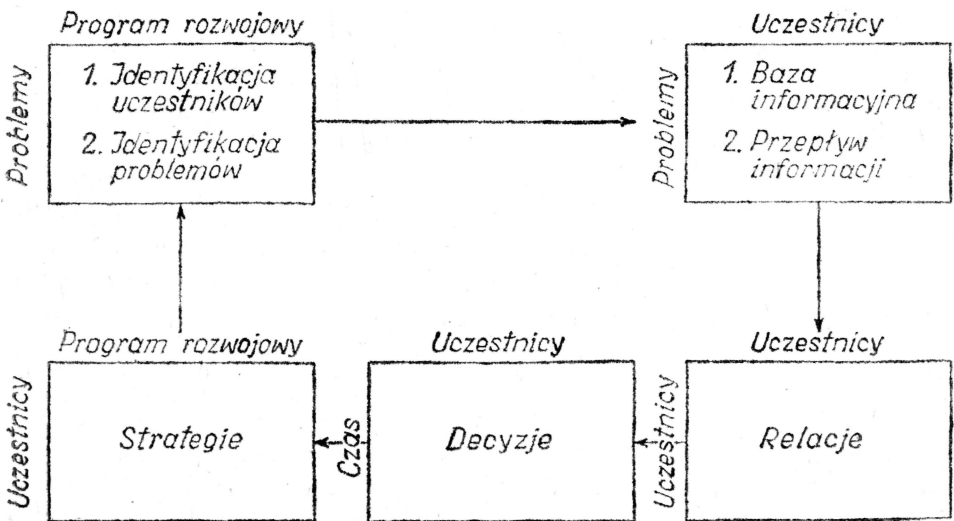 Program rozwojowy
Problemy
1. Identyfikacja
uczestników
2. Identyfikacja
problemów
Uczestnicy
Problemy
1. Baza
informacyjna
2. Przepływ
informacji
Program rozwojowy
Uczestnicy
Strategie
Uczestnicy
Czas
Decyzje
Uczestnicy
Uczestnicy
Relacje